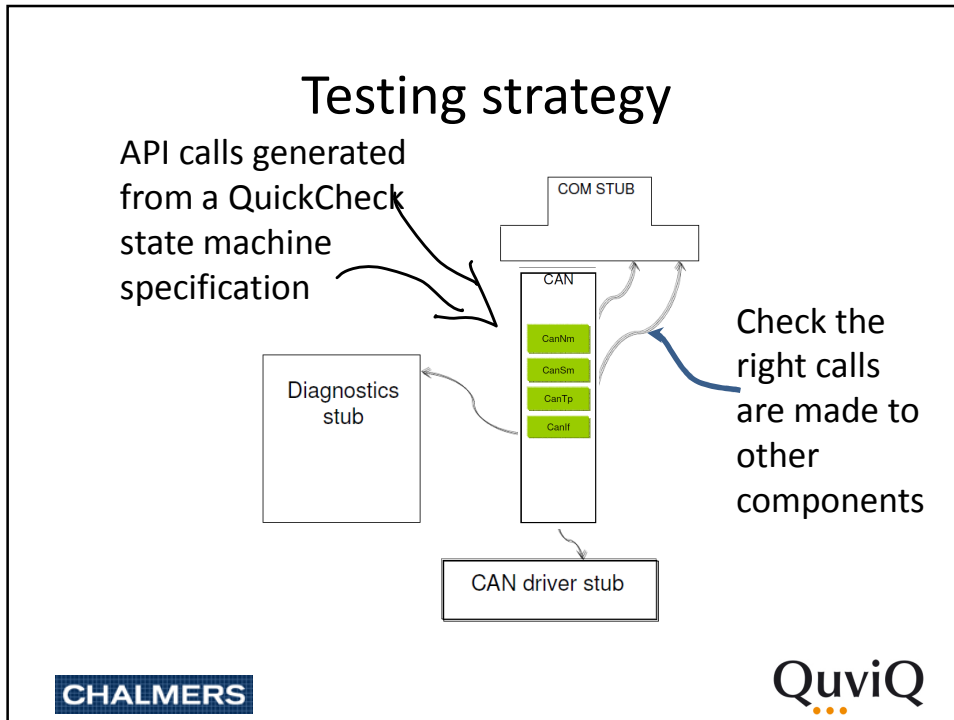 Testing strategy
API calls generated
from a QuickCheck
state machine
specification
COM STUB
CAN
CanNm
CanSm
CanTp
CanIf
Diagnostics
stub
Check the
right calls
are made to
other
components
CAN driver stub
CHALMERS
QuviQ